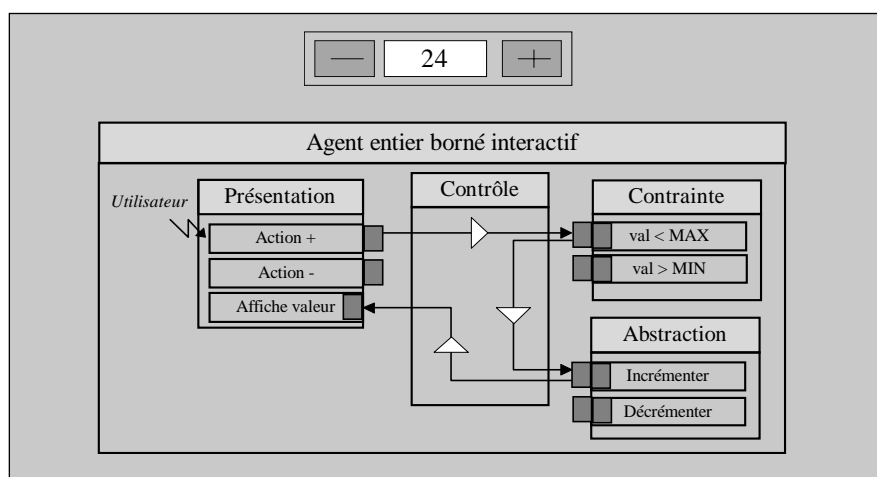 — 24 +
Agent entier borné interactif
Utilisateur
Présentation
Action +
Action -
Affiche valeur
Contrôle
Contrainte
val < MAX
val > MIN
Abstraction
Incrémenter
Décrémenter